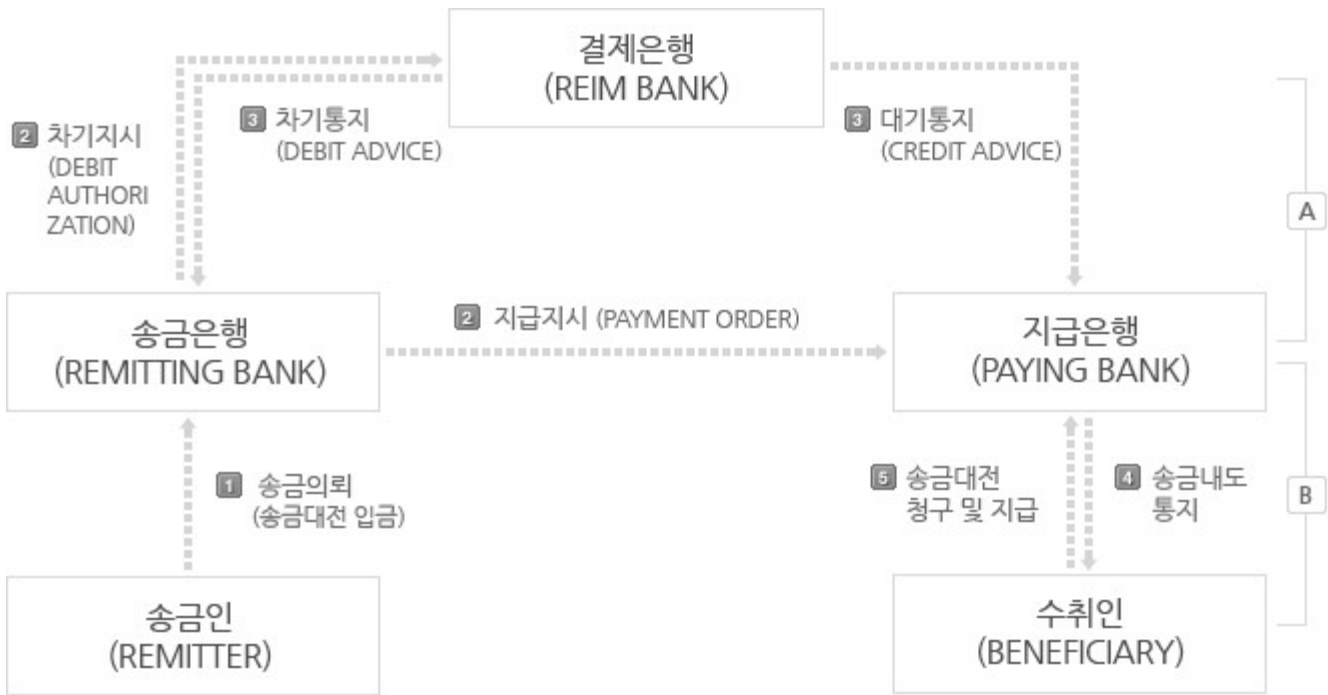 결제은행
(REIM BANK)
2 차기지시
(DEBIT
AUTHORI
ZATION)
3 차기통지
(DEBIT ADVICE)
3 대기통지
(CREDIT ADVICE)
A
송금은행
(REMITTING BANK)
2 지급지시 (PAYMENT ORDER)
지급은행
(PAYING BANK)
1 송금의뢰
(송금대전 입금)
5 송금대전
청구 및 지급
4 송금내도
통지
B
송금인
(REMITTER)
수취인
(BENEFICIARY)